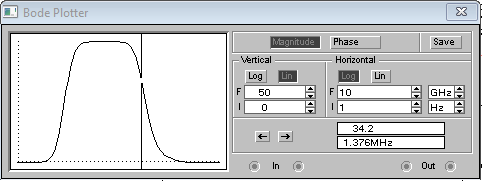 Bode Plotter
Magnitude Phase Save
Vertical Horizontal
Log Lin Log Lin
F 50 F 10 GHz
I 0 I 1 Hz
34.2
1.376MHz
In Out